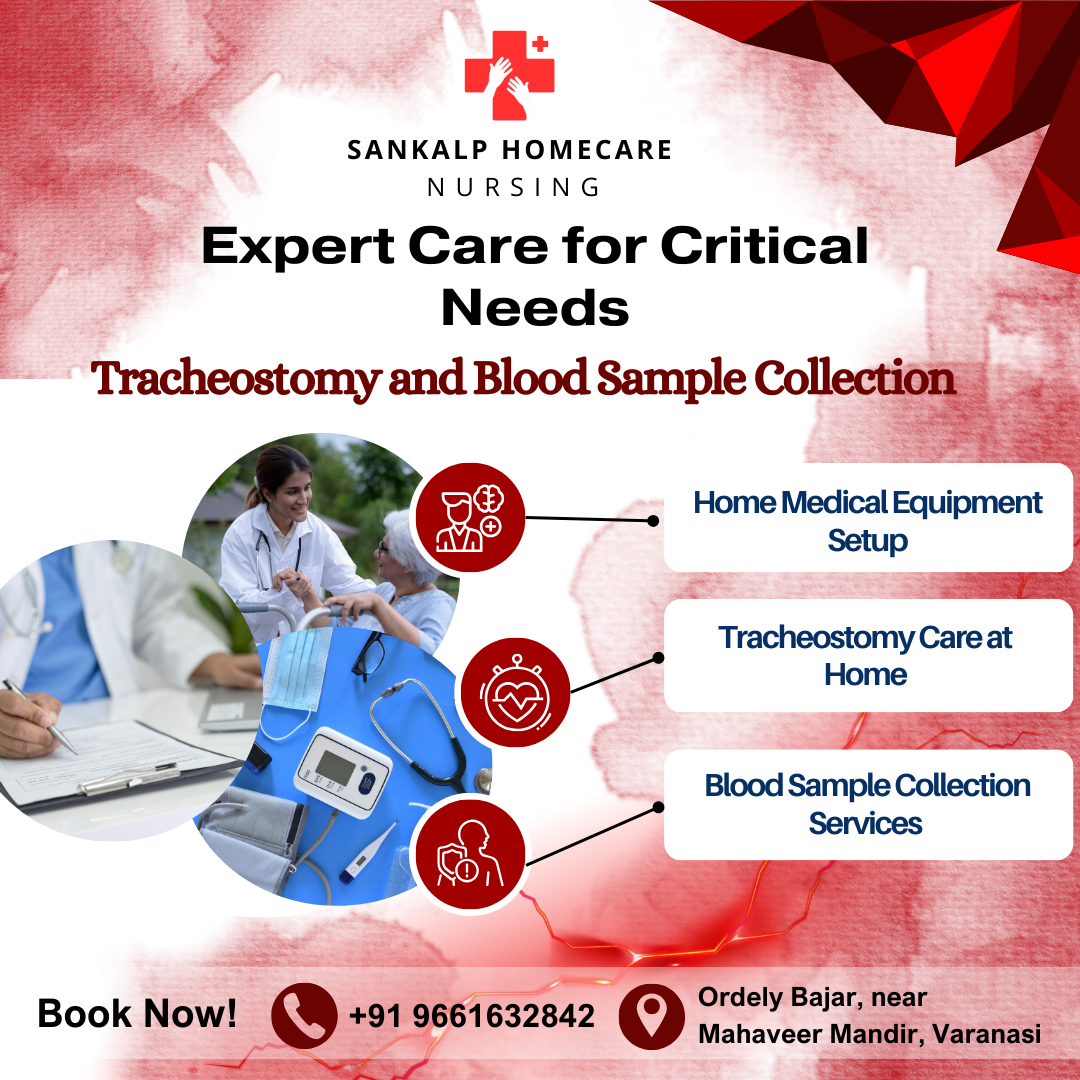 SANKALP HOMECARE
NURSING
Expert Care for Critical
Needs
Tracheostomy and Blood Sample Collection
Home Medical Equipment
Setup
Tracheostomy Care at
Home
Blood Sample Collection
Services
Book Now!
+91 9661632842
Ordely Bajar, near
Mahaveer Mandir, Varanasi